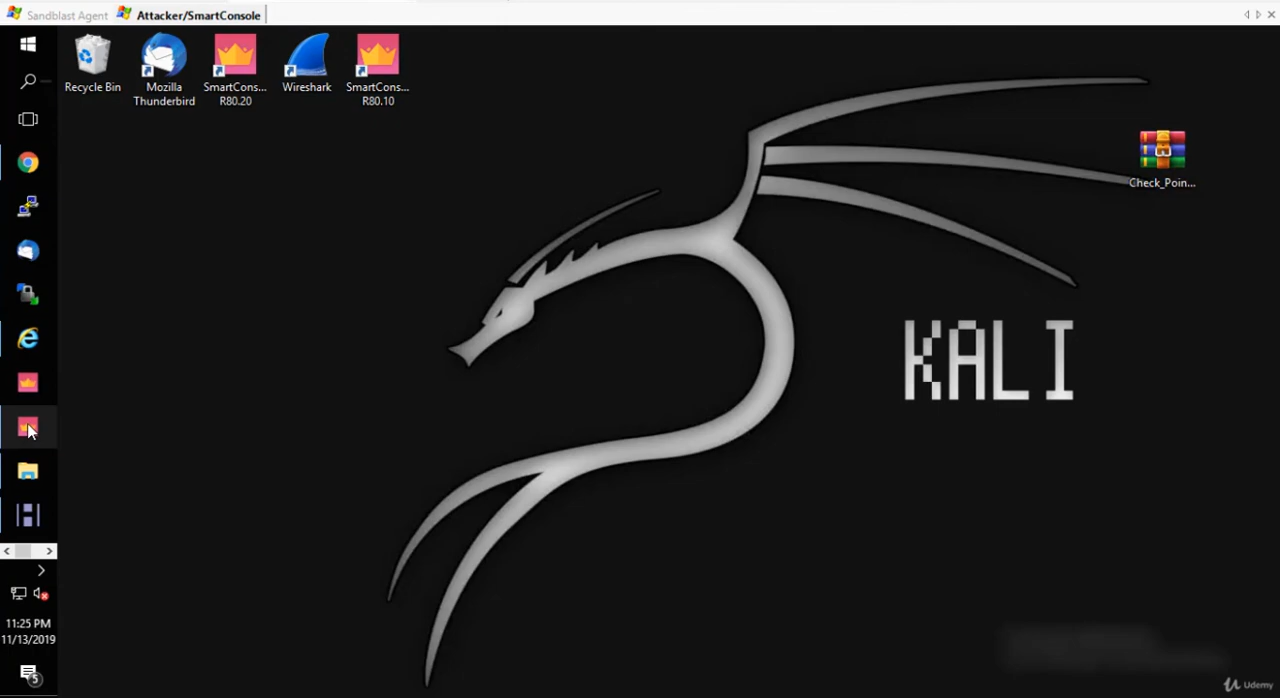 Sandblast Agent
Attacker/SmartConsole
Recycle Bin
Mozilla
Thunderbird
SmartCons...
R80.20
Wireshark
SmartCons...
R80.10
Check_Poin...
KALI
11:25 PM
11/13/2019
5
Udemy